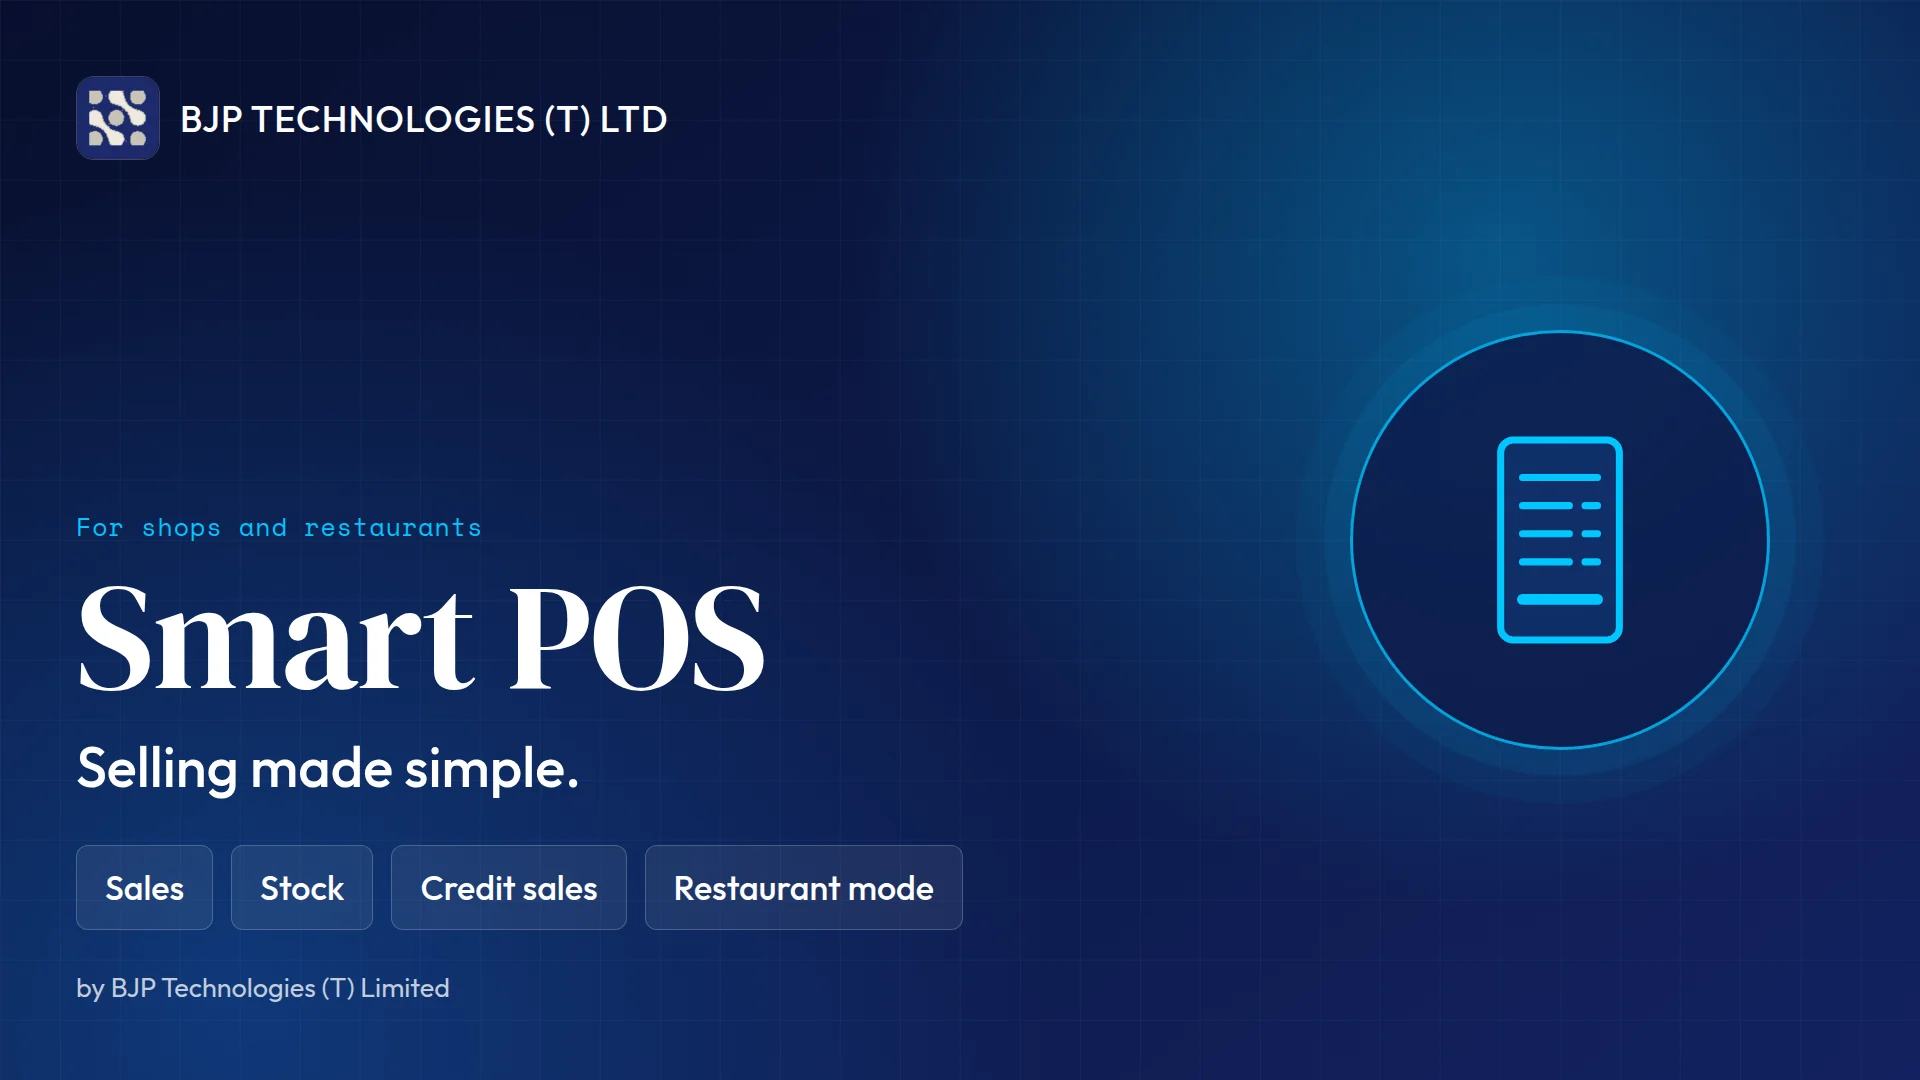 BJP TECHNOLOGIES (T) LTD
For shops and restaurants
Smart POS
Selling made simple.
Sales
Stock
Credit sales
Restaurant mode
by BJP Technologies (T) Limited